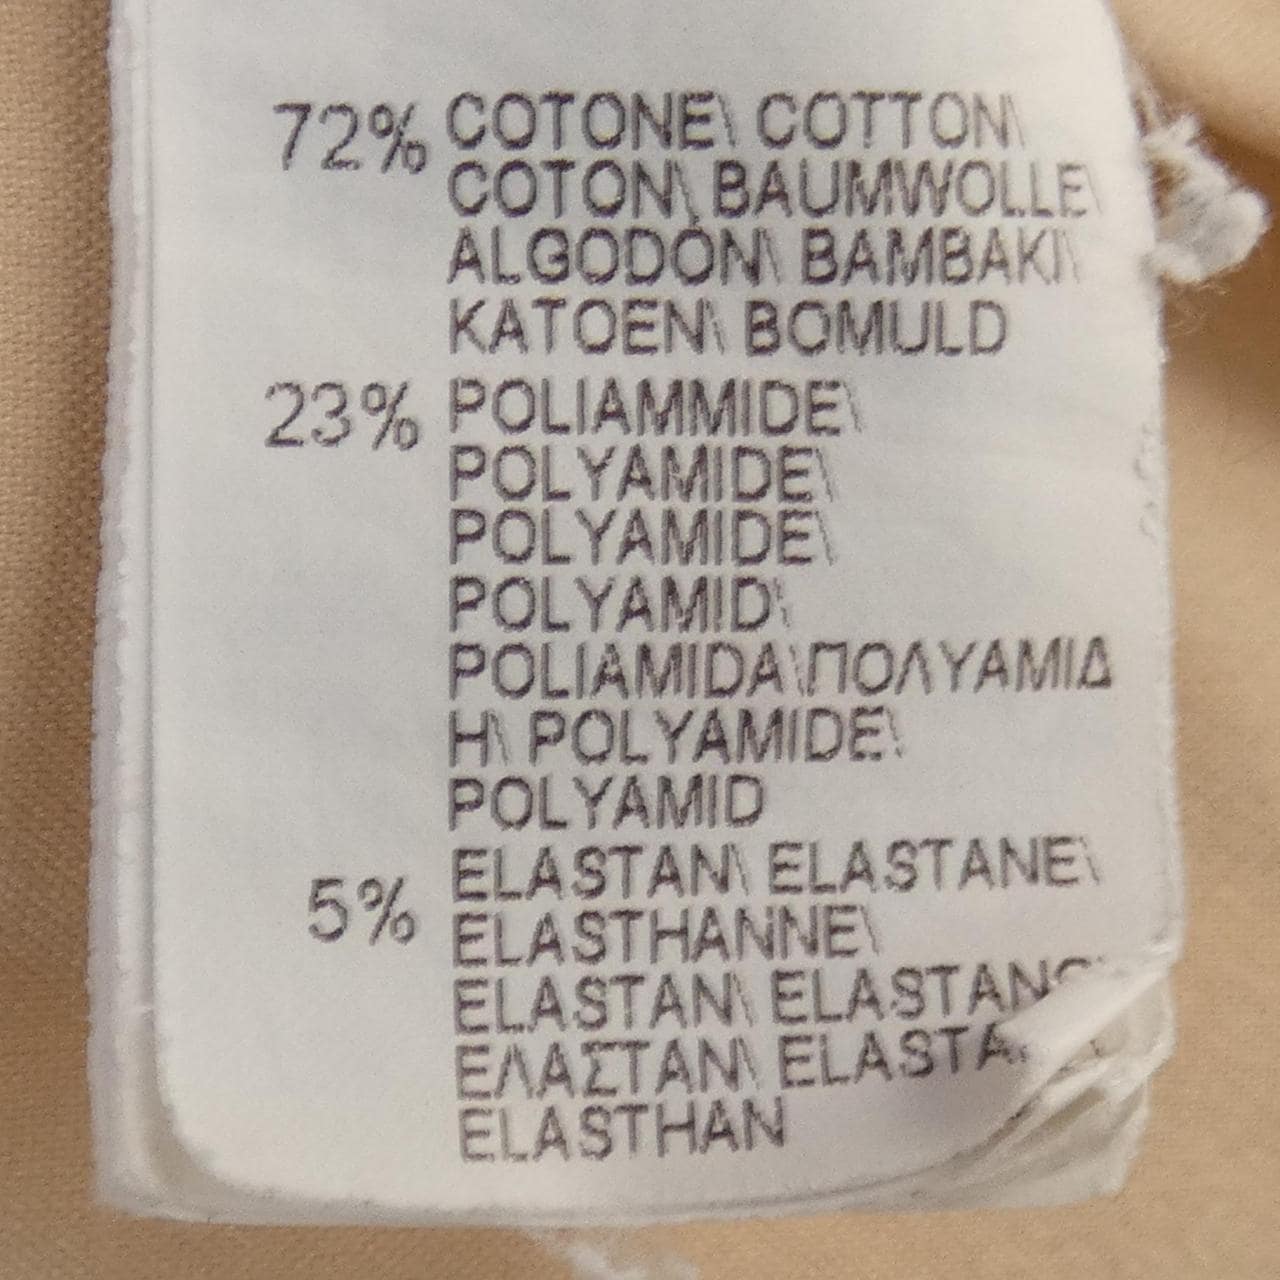 72% COTONE\ COTTON\
COTON\ BAUMWOLLE\
ALGODÓN\ BAMBAKI\
KATOEN\ BOMULD
23% POLIAMMIDE\
POLYAMIDE\
POLYAMIDE\
POLYAMID\
POLIAMIDA\ΠΟΛΥΑΜΙΔ
Η\ POLYAMIDE\
POLYAMID
5% ELASTAN\ ELASTANE\
ELASTHANNE\
ELASTAN\
ΕΛΑΣΤΑΝ\
ELASTHAN